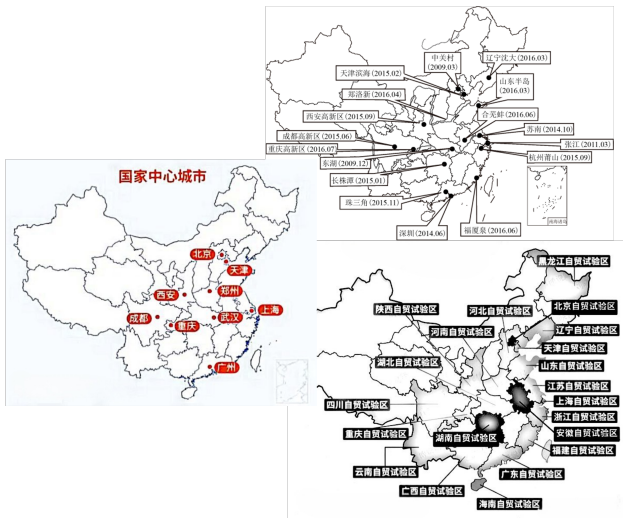 中关村
(2009.03)
辽宁沈大(2016.03)
天津滨海(2015.02)
山东半岛
(2016.03)
郑洛新(2016.04)
合芜蚌(2016.06)
西安高新区(2015.09)
苏南(2014.10)
成都高新区(2015.06)
张江(2011.03)
重庆高新区(2016.07)
杭州萧山(2015.09)
东湖(2009.12)
长株潭(2015.01)
珠三角(2015.11)
深圳(2014.06)
福厦泉(2016.06)
南海诸岛
国家中心城市
北京
天津
西安
郑州
成都
重庆
武汉
上海
广州
黑龙江自贸试验区
陕西自贸试验区
河北自贸试验区
北京自贸试验区
河南自贸试验区
辽宁自贸试验区
天津自贸试验区
湖北自贸试验区
山东自贸试验区
江苏自贸试验区
四川自贸试验区
上海自贸试验区
浙江自贸试验区
重庆自贸试验区
湖南自贸试验区
安徽自贸试验区
福建自贸试验区
云南自贸试验区
广东自贸试验区
广西自贸试验区
海南自贸试验区